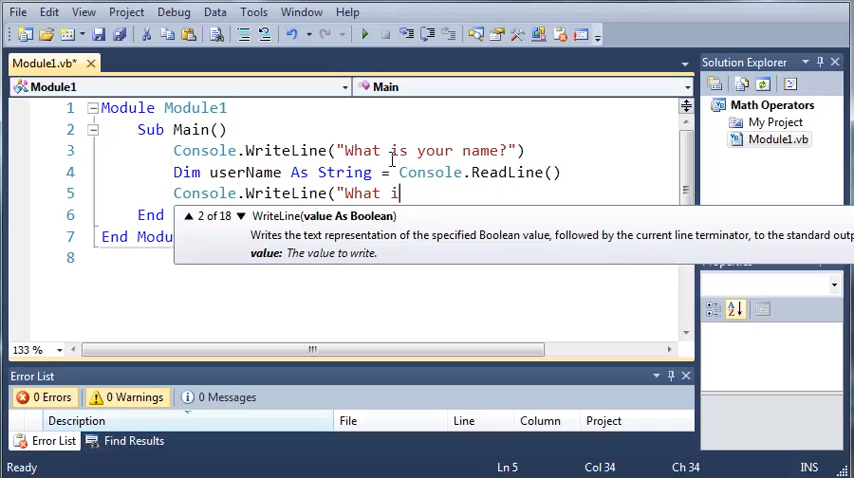 File Edit View Project Debug Data Tools Window Help
Module1.vb*
Solution Explorer
Module1 Main
Math Operators
My Project
Module1.vb
1 Module Module1
2 Sub Main()
3 Console.WriteLine("What is your name?")
4 Dim userName As String = Console.ReadLine()
5 Console.WriteLine("What i
6 End
7 End Modu
8
2 of 18 WriteLine(value As Boolean)
Writes the text representation of the specified Boolean value, followed by the current line terminator, to the standard outp
value: The value to write.
133 %
Error List
0 Errors 0 Warnings 0 Messages
Description File Line Column Project
Error List Find Results
Ready Ln 5 Col 34 Ch 34 INS